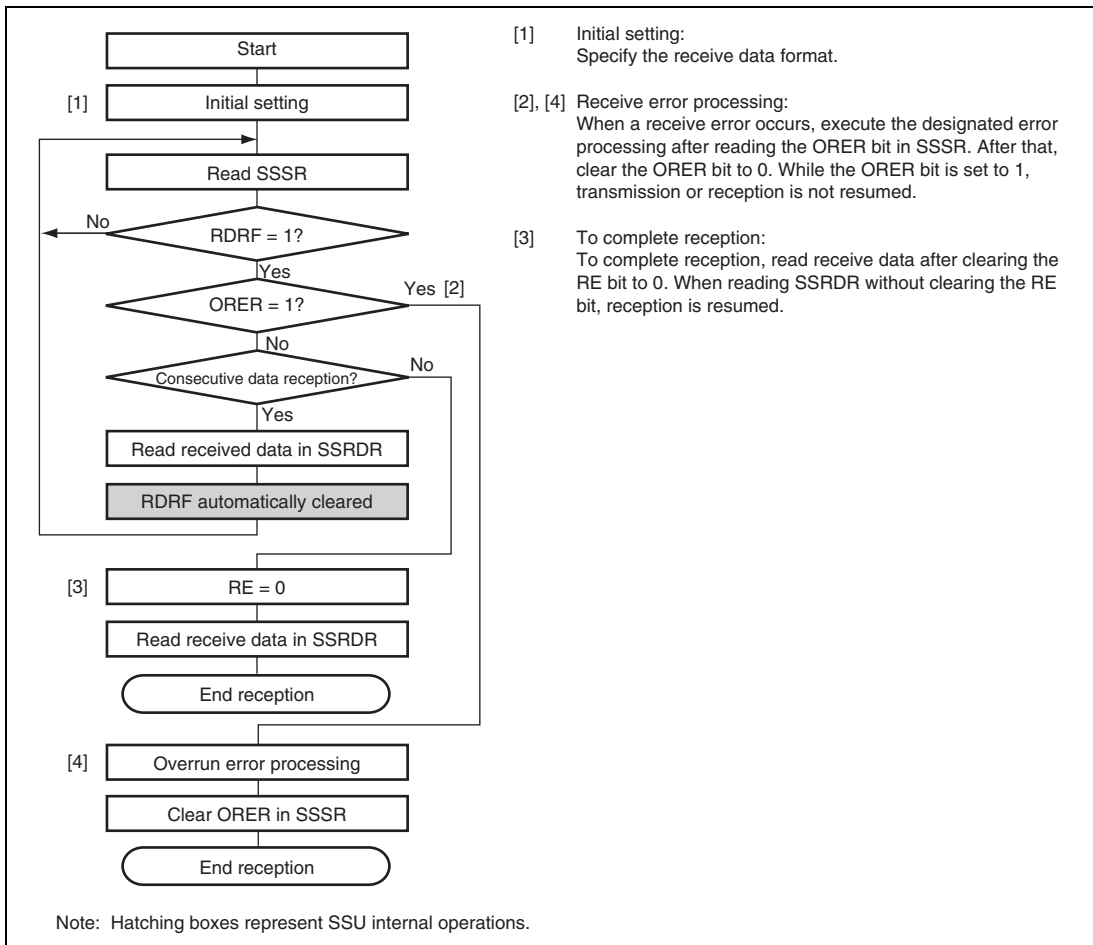 Start
[1] Initial setting
Read SSSR
No
RDRF = 1?
Yes
ORER = 1?
Yes [2]
No
Consecutive data reception?
No
Yes
Read received data in SSRDR
RDRF automatically cleared
[3] RE = 0
Read receive data in SSRDR
End reception
[4] Overrun error processing
Clear ORER in SSSR
End reception
[1] Initial setting:
Specify the receive data format.
[2], [4] Receive error processing:
When a receive error occurs, execute the designated error
processing after reading the ORER bit in SSSR. After that,
clear the ORER bit to 0. While the ORER bit is set to 1,
transmission or reception is not resumed.
[3] To complete reception:
To complete reception, read receive data after clearing the
RE bit to 0. When reading SSRDR without clearing the RE
bit, reception is resumed.
Note: Hatching boxes represent SSU internal operations.